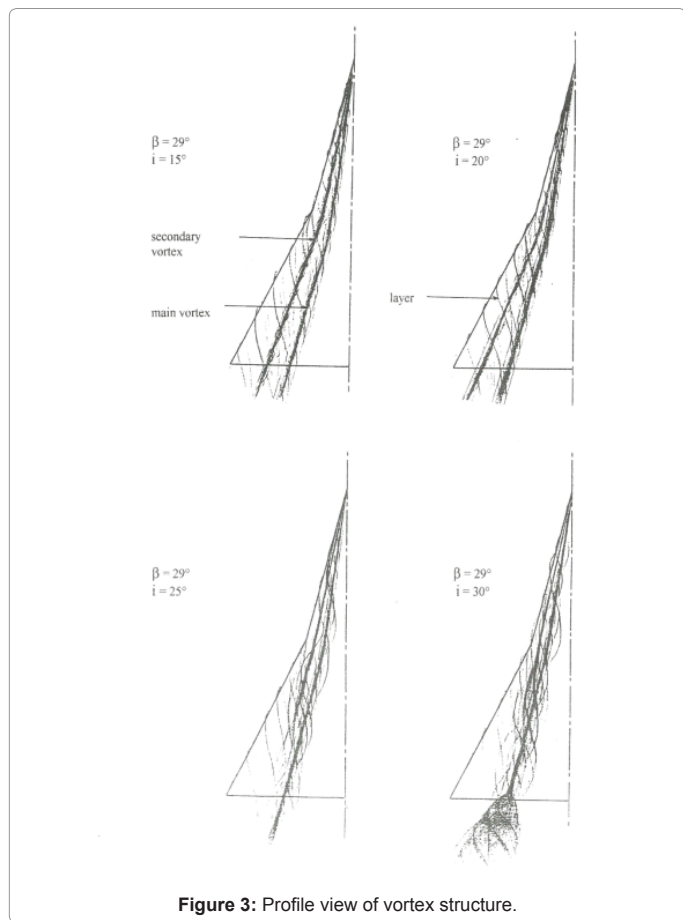 β = 29°
i = 15°
secondary
vortex
main vortex
β = 29°
i = 20°
layer
β = 29°
i = 25°
β = 29°
i = 30°
Figure 3: Profile view of vortex structure.